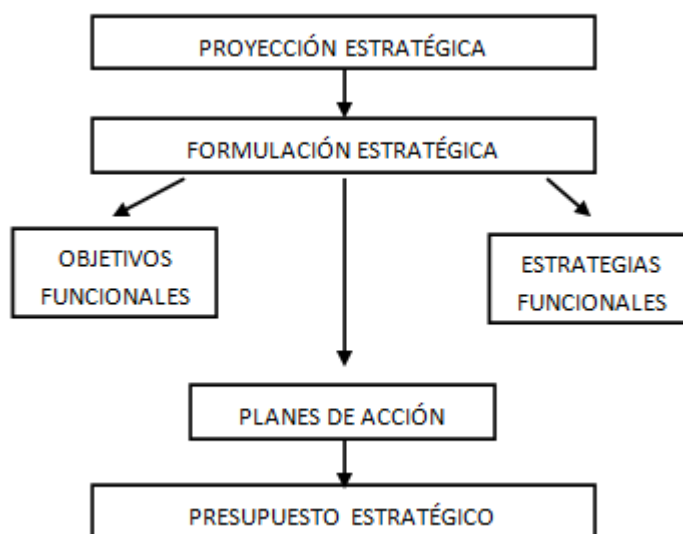 PROYECCIÓN ESTRATÉGICA
FORMULACIÓN ESTRATÉGICA
OBJETIVOS
FUNCIONALES
ESTRATEGIAS
FUNCIONALES
PLANES DE ACCIÓN
PRESUPUESTO ESTRATÉGICO